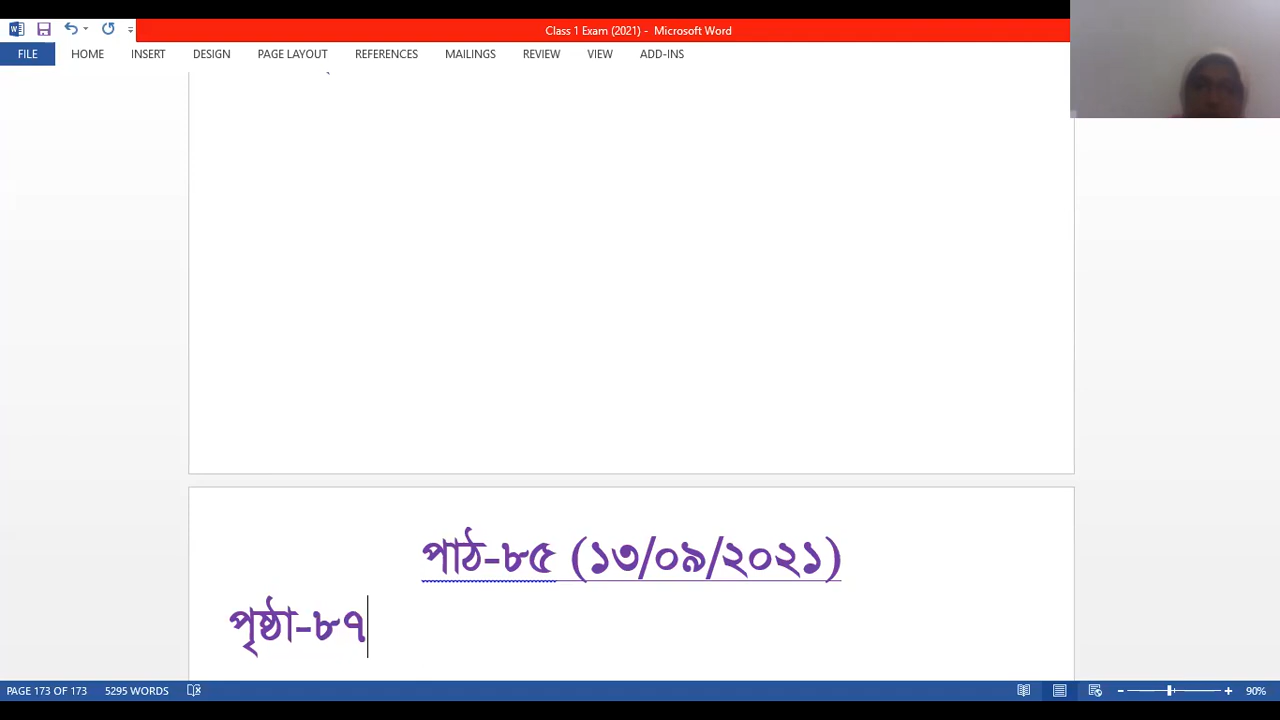 Class 1 Exam (2021) - Microsoft Word
FILE HOME INSERT DESIGN PAGE LAYOUT REFERENCES MAILINGS REVIEW VIEW ADD-INS
পাঠ-৮৫ (১৩/০৯/২০২১)
পৃষ্ঠা-৮৭
PAGE 173 OF 173 5295 WORDS 90%